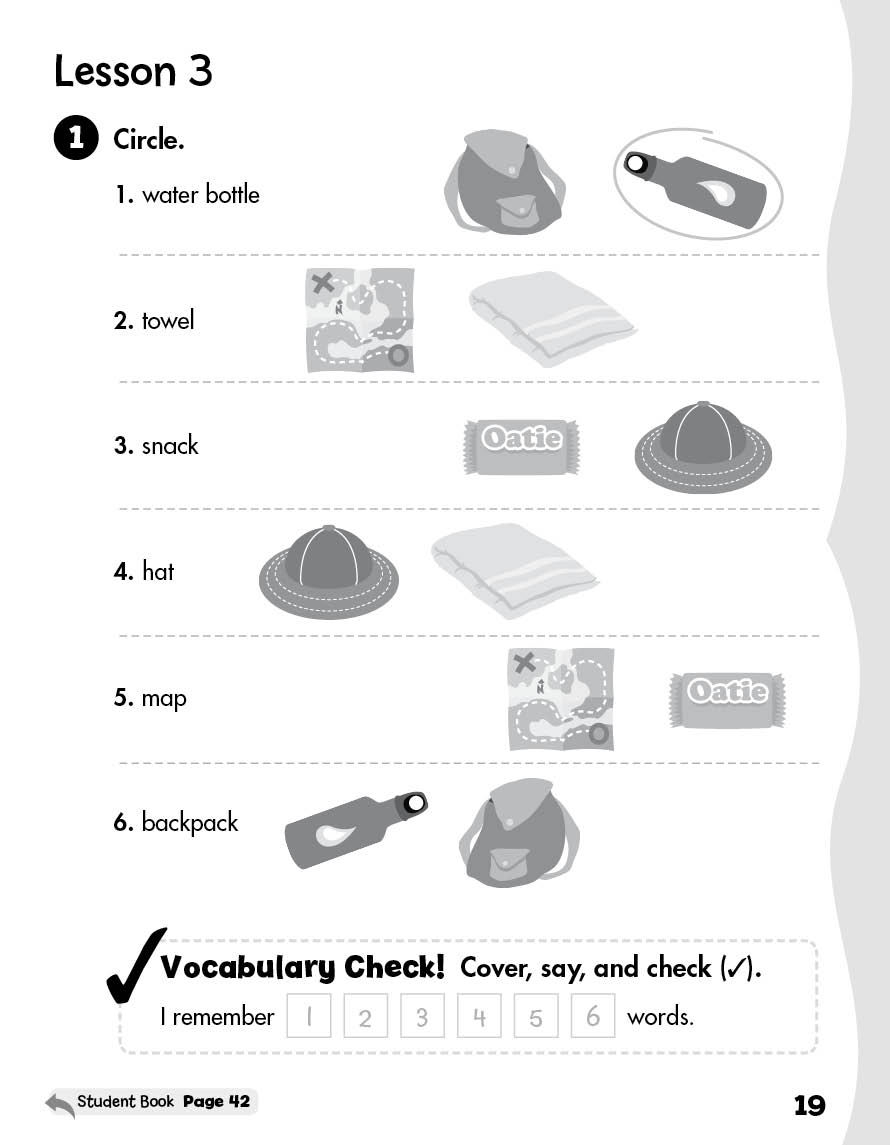 Lesson 3
1 Circle.
1. water bottle
N
2. towel
3. snack
Oatie
4. hat
N
5. map
Oatie
6. backpack
Vocabulary Check! Cover, say, and check (✓).
I remember 1 2 3 4 5 6 words.
Student Book Page 42
19